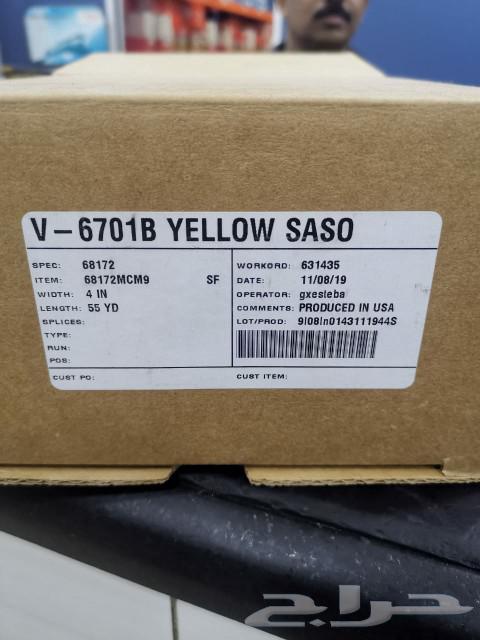 V-6701B YELLOW SASO
SPEC: 68172
ITEM: 68172MCM9 SF
WIDTH: 4 IN
LENGTH: 55 YD
SPLICES:
TYPE:
RUN:
POS:
CUST PO:
WORKORD: 631435
DATE: 11/08/19
OPERATOR: gxesleba
COMMENTS: PRODUCED IN USA
LOT/PROD: 9I08In0143111944S
CUST ITEM:
حراج